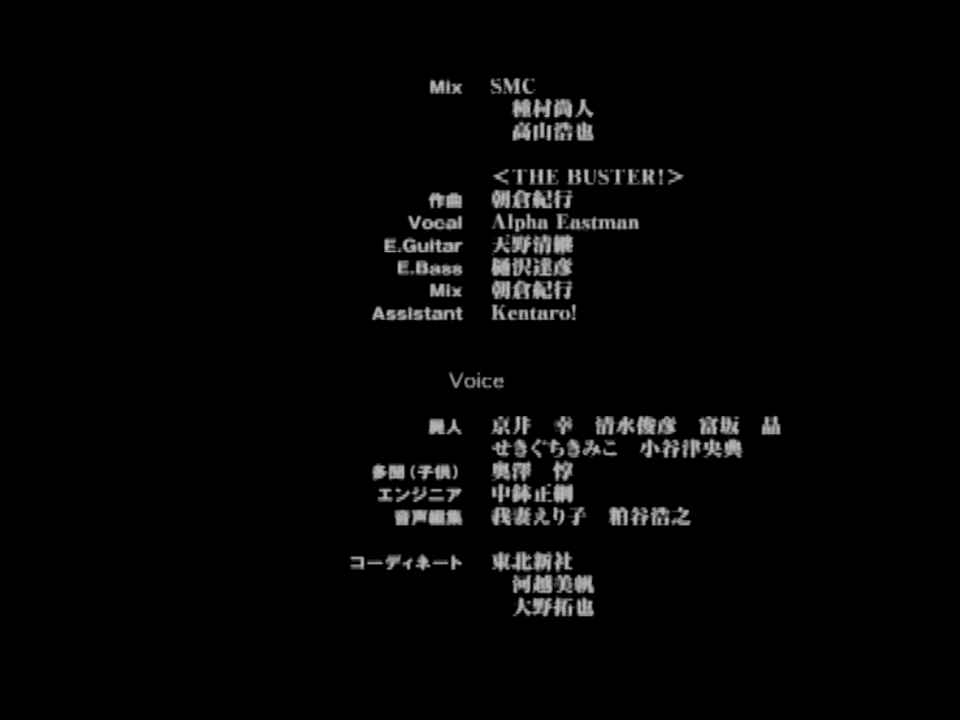 Mix SMC
種村尚人
高山浩也
<THE BUSTER!>
作曲 朝倉紀行
Vocal Alpha Eastman
E.Guitar 天野清継
E.Bass 樋沢達彦
Mix 朝倉紀行
Assistant Kentaro!
Voice
屍人 京井 幸 清水俊彦 富坂 晶
せきぐちきみこ 小谷津央典
多聞(子供) 奥澤 惇
エンジニア 中鉢正綱
音声編集 我妻えり子 粕谷浩之
コーディネート 東北新社
河越美帆
大野拓也